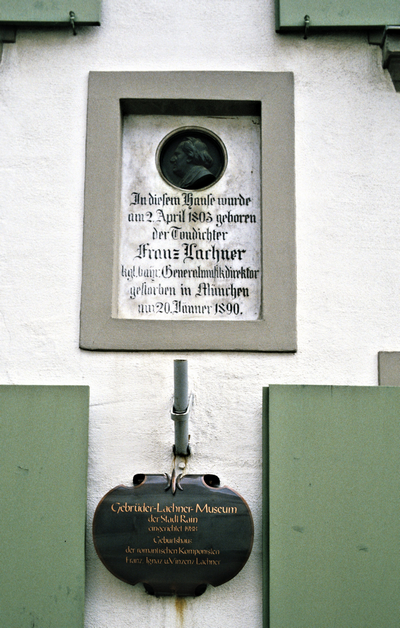 In diesem Hause wurde
am 2. April 1803 geboren
der Tondichter
Franz Lachner
kgl. bayr. Generalmusikdirektor
gestorben in München
am 20. Jänner 1890.
Gebrüder-Lachner-Museum
der Stadt Rain
eingerichtet
Geburtshaus
der romantischen Komponisten
Franz, Ignaz u. Vinzenz Lachner